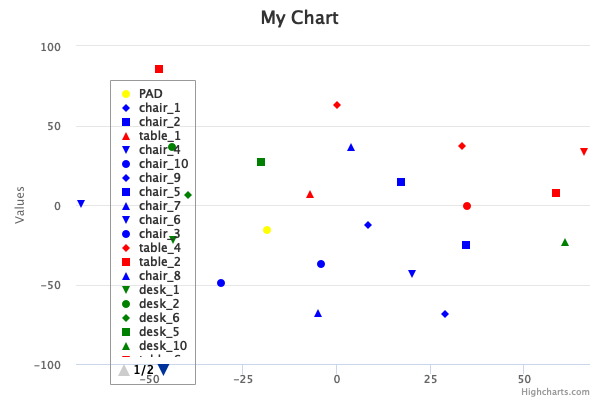 My Chart
Values
100
50
0
-50
-100
-50
-25
0
25
50
PAD
chair_1
chair_2
table_1
chair_4
chair_10
chair_9
chair_5
chair_7
chair_6
chair_3
table_4
table_2
chair_8
desk_1
desk_2
desk_6
desk_5
desk_10
1/2
Highcharts.com